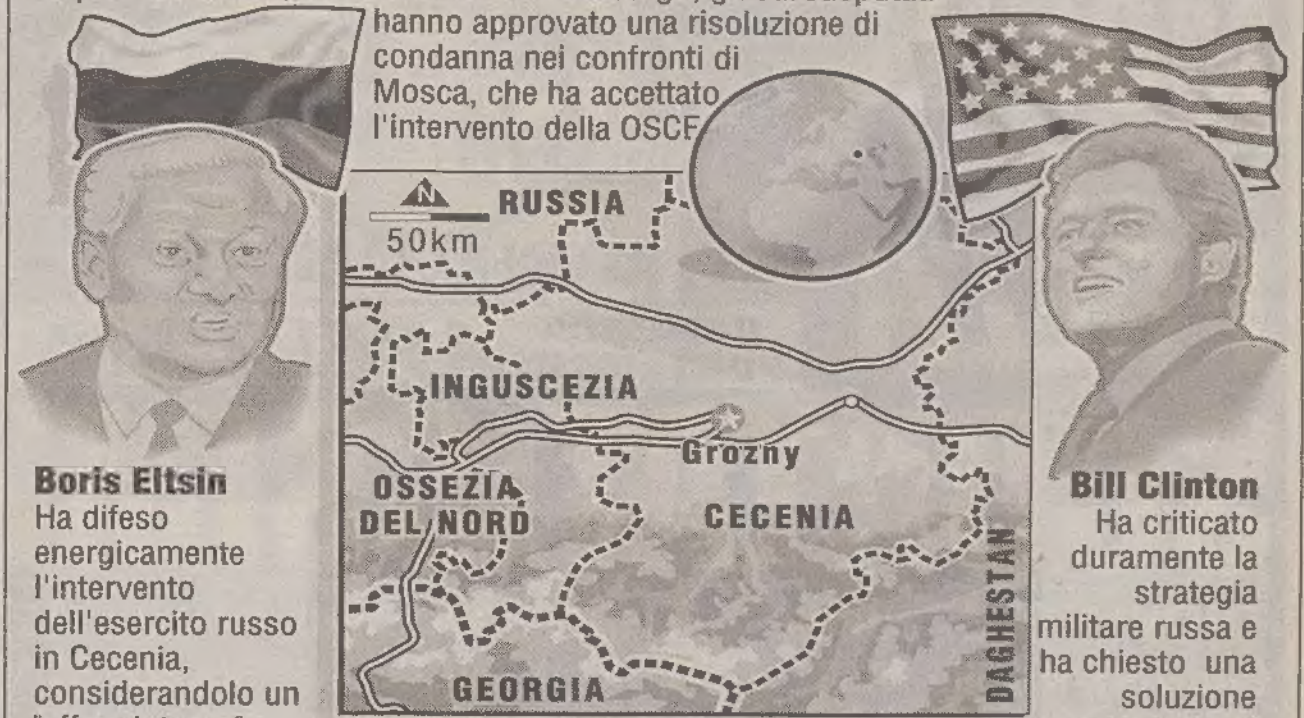 hanno approvato una risoluzione di
condanna nei confronti di
Mosca, che ha accettato
l'intervento della OSCE
N
50km
RUSSIA
INGUSCEZIA
Grozny
OSSEZIA
DEL NORD
CECENIA
DAGHESTAN
GEORGIA
Boris Eltsin
Ha difeso
energicamente
l'intervento
dell'esercito russo
in Cecenia,
considerandolo un
Bill Clinton
Ha criticato
duramente la
strategia
militare russa e
ha chiesto una
soluzione